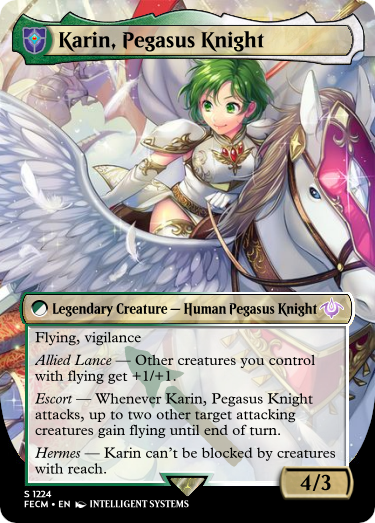 Karin, Pegasus Knight
Legendary Creature — Human Pegasus Knight
Flying, vigilance
Allied Lance — Other creatures you control
with flying get +1/+1.
Escort — Whenever Karin, Pegasus Knight
attacks, up to two other target attacking
creatures gain flying until end of turn.
Hermes — Karin can't be blocked by creatures
with reach.
4/3
S 1224
FECM • EN INTELLIGENT SYSTEMS